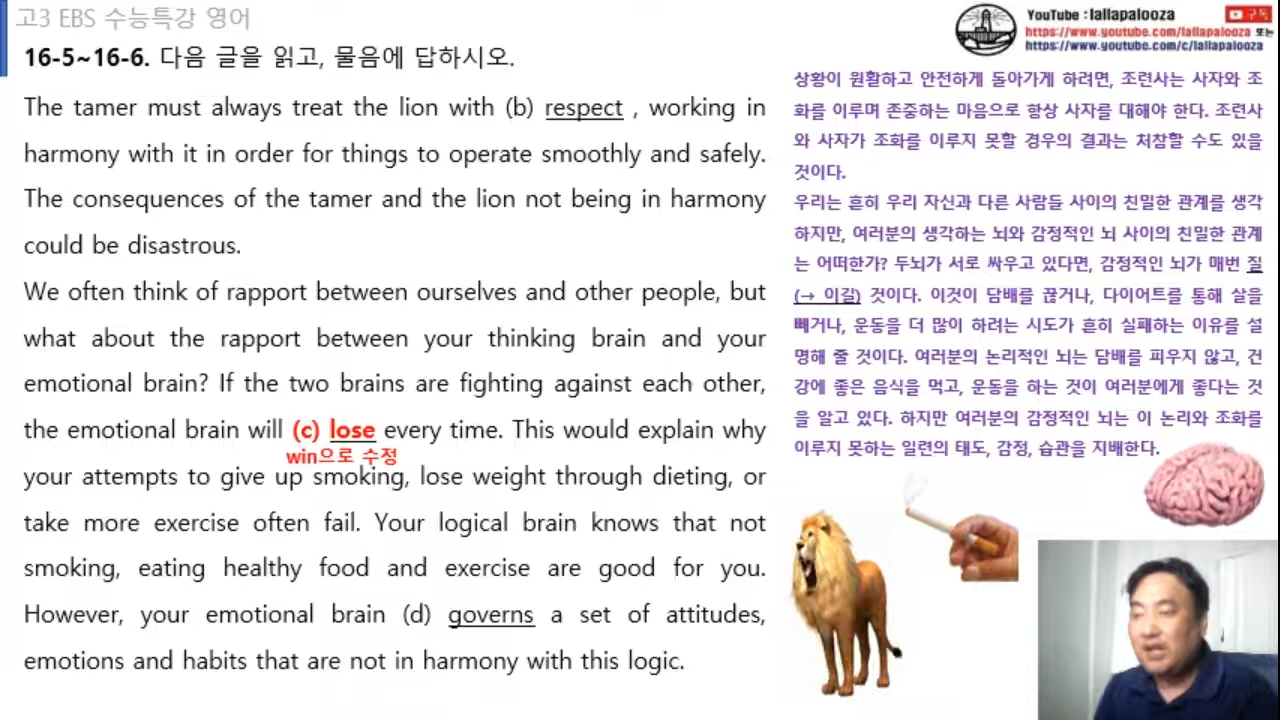 고3 EBS 수능특강 영어
16-5~16-6. 다음 글을 읽고, 물음에 답하시오.
The tamer must always treat the lion with (b) respect , working in
harmony with it in order for things to operate smoothly and safely.
The consequences of the tamer and the lion not being in harmony
could be disastrous.
We often think of rapport between ourselves and other people, but
what about the rapport between your thinking brain and your
emotional brain? If the two brains are fighting against each other,
the emotional brain will (c) lose every time. This would explain why
win으로 수정
your attempts to give up smoking, lose weight through dieting, or
take more exercise often fail. Your logical brain knows that not
smoking, eating healthy food and exercise are good for you.
However, your emotional brain (d) governs a set of attitudes,
emotions and habits that are not in harmony with this logic.
YouTube : lallapalooza 구독
https://www.youtube.com/lallapalooza 또는
https://www.youtube.com/c/lallapalooza
상황이 원활하고 안전하게 돌아가게 하려면, 조련사는 사자와 조
화를 이루며 존중하는 마음으로 항상 사자를 대해야 한다. 조련사
와 사자가 조화를 이루지 못할 경우의 결과는 처참할 수도 있을
것이다.
우리는 흔히 우리 자신과 다른 사람들 사이의 친밀한 관계를 생각
하지만, 여러분의 생각하는 뇌와 감정적인 뇌 사이의 친밀한 관계
는 어떠한가? 두뇌가 서로 싸우고 있다면, 감정적인 뇌가 매번 질
(→ 이길) 것이다. 이것이 담배를 끊거나, 다이어트를 통해 살을
빼거나, 운동을 더 많이 하려는 시도가 흔히 실패하는 이유를 설
명해 줄 것이다. 여러분의 논리적인 뇌는 담배를 피우지 않고, 건
강에 좋은 음식을 먹고, 운동을 하는 것이 여러분에게 좋다는 것
을 알고 있다. 하지만 여러분의 감정적인 뇌는 이 논리와 조화를
이루지 못하는 일련의 태도, 감정, 습관을 지배한다.